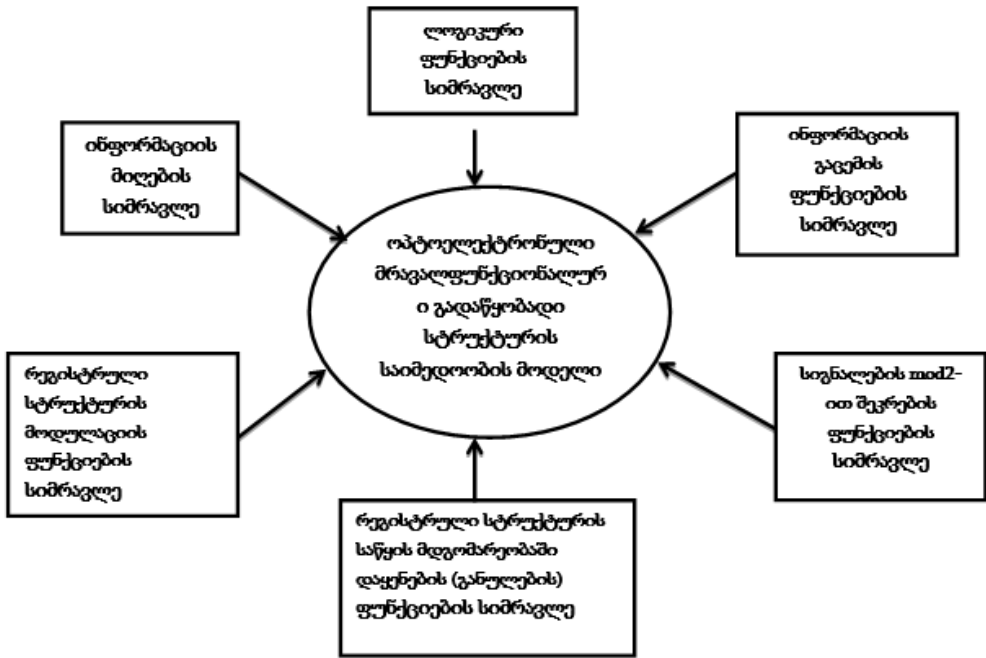 ლოგიკური
ფუნქციების
სიმრავლე
ინფორმაციის
მიღების
სიმრავლე
ინფორმაციის
გაცემის
ფუნქციების
სიმრავლე
ოპტოელექტრონული
მრავალფუნქციონალურ
ი გადაწყობადი
სტრუქტურის
საიმედოობის მოდელი
რეგისტრული
სტრუქტურის
მოდულაციის
ფუნქციების
სიმრავლე
სიგნალების mod2-
ით შეკრების
ფუნქციების
სიმრავლე
რეგისტრული სტრუქტურის
საწყის მდგომარეობაში
დაყენების (განულების)
ფუნქციების სიმრავლე